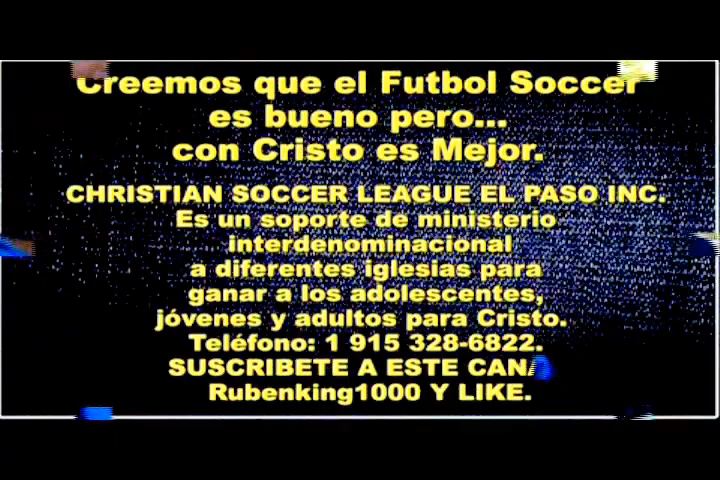 Creemos que el Futbol Soccer
es bueno pero...
con Cristo es Mejor.
CHRISTIAN SOCCER LEAGUE EL PASO INC.
Es un soporte de ministerio
interdenominacional
a diferentes iglesias para
ganar a los adolescentes,
jóvenes y adultos para Cristo.
Teléfono: 1 915 328-6822.
SUSCRIBETE A ESTE CANA
Rubenking1000 Y LIKE.